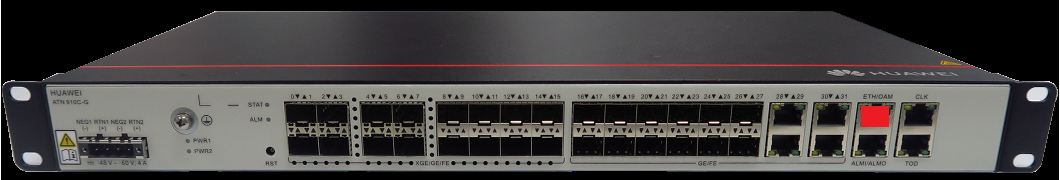 HUAWEI
HUAWEI
ATN 910C-G
NEG1 RTN1 NEG2 RTN2
(-) (+) (-) (+)
48V- 60V; 4A
STAT
ALM
PWR1
PWR2
RST
0▼▲1 2▼▲3 4▼▲5 6▼▲7 8▼▲9 10▼▲11 12▼▲13 14▼▲15 16▼▲17 18▼▲19 20▼▲21 22▼▲23 24▼▲25 26▼▲27 28▼▲29 30▼▲31 ETH/OAM CLK
XGE/GE/FE GE/FE ALMI/ALMO TOD